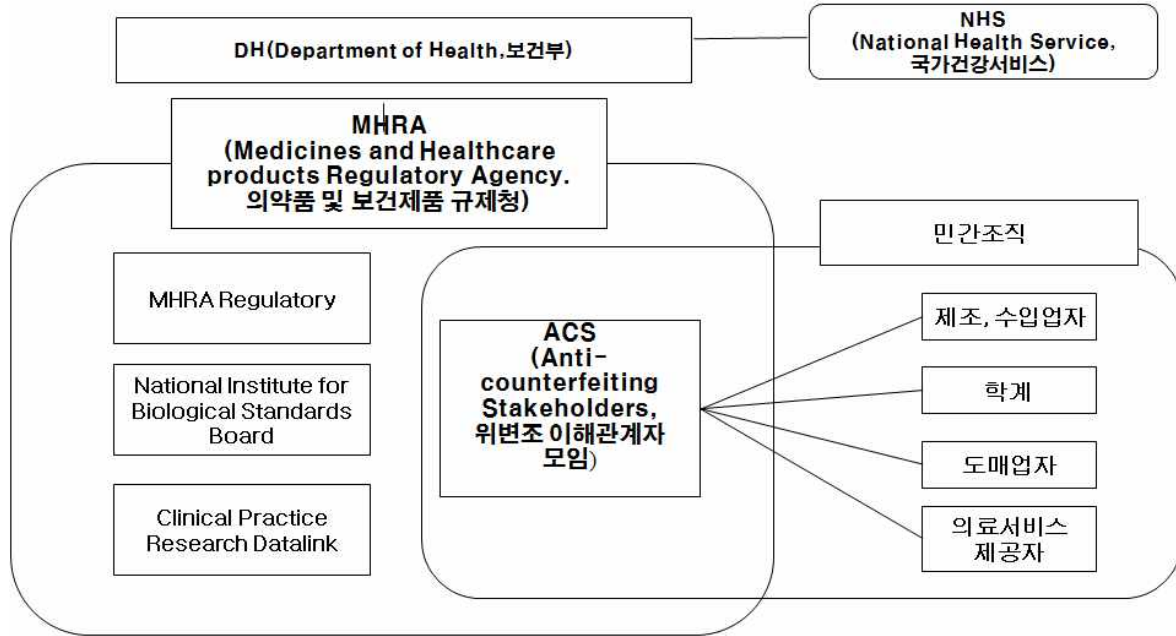 DH(Department of Health,보건부)
NHS
(National Health Service,
국가건강서비스)
MHRA
(Medicines and Healthcare
products Regulatory Agency.
의약품 및 보건제품 규제청)
민간조직
MHRA Regulatory
National Institute for
Biological Standards
Board
Clinical Practice
Research Datalink
ACS
(Anti-
counterfeiting
Stakeholders,
위변조 이해관계자
모임)
제조, 수입업자
학계
도매업자
의료서비스
제공자